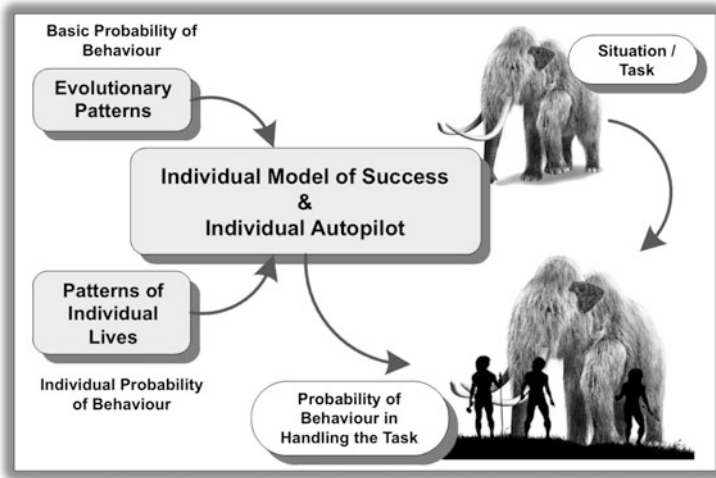 Basic Probability of
Behaviour
Evolutionary
Patterns
Situation /
Task
Individual Model of Success
&
Individual Autopilot
Patterns of
Individual
Lives
Individual Probability
of Behaviour
Probability of
Behaviour in
Handling the Task